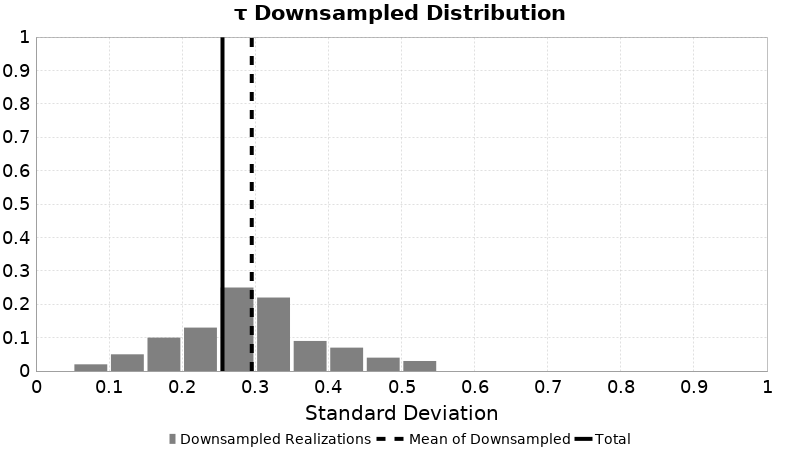 τ Downsampled Distribution
1
0.9
0.8
0.7
0.6
0.5
0.4
0.3
0.2
0.1
0
0 0.1 0.2 0.3 0.4 0.5 0.6 0.7 0.8 0.9 1
Standard Deviation
Downsampled Realizations Mean of Downsampled Total